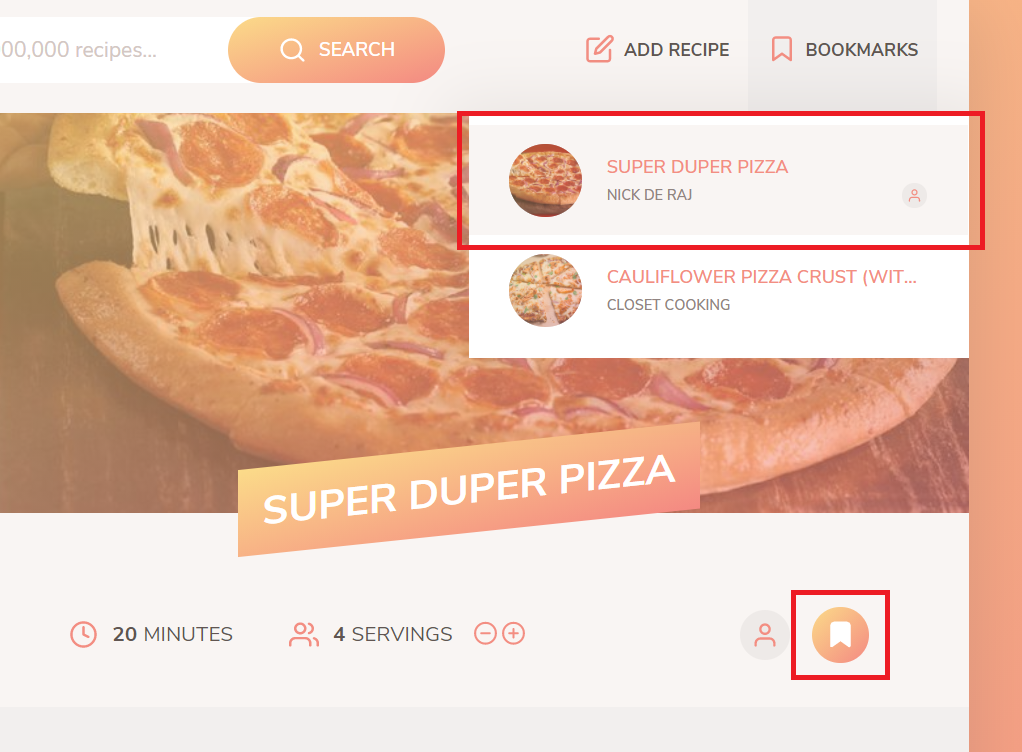 00,000 recipes...
SEARCH
ADD RECIPE
BOOKMARKS
SUPER DUPER PIZZA
NICK DE RAJ
CAULIFLOWER PIZZA CRUST (WIT...
CLOSET COOKING
SUPER DUPER PIZZA
20 MINUTES
4 SERVINGS